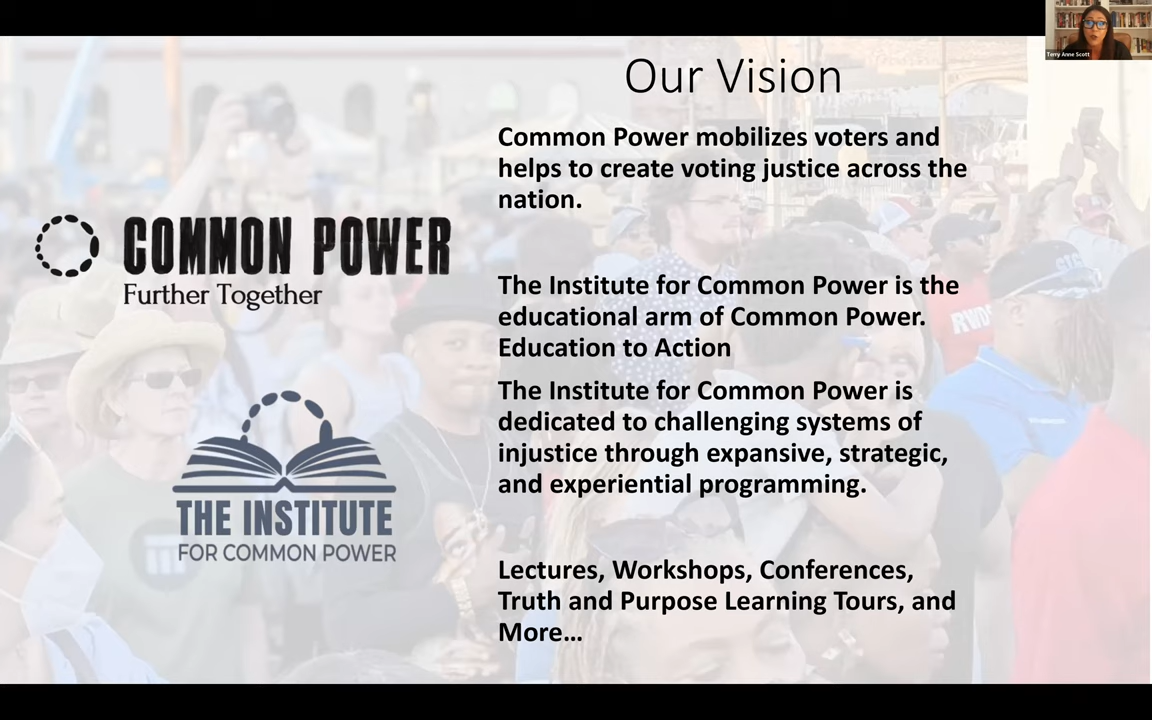 Terry Anne Scott
Our Vision
Common Power mobilizes voters and
helps to create voting justice across the
nation.
COMMON POWER
Further Together
The Institute for Common Power is the
educational arm of Common Power.
Education to Action
The Institute for Common Power is
dedicated to challenging systems of
injustice through expansive, strategic,
and experiential programming.
THE INSTITUTE
FOR COMMON POWER
Lectures, Workshops, Conferences,
Truth and Purpose Learning Tours, and
More...